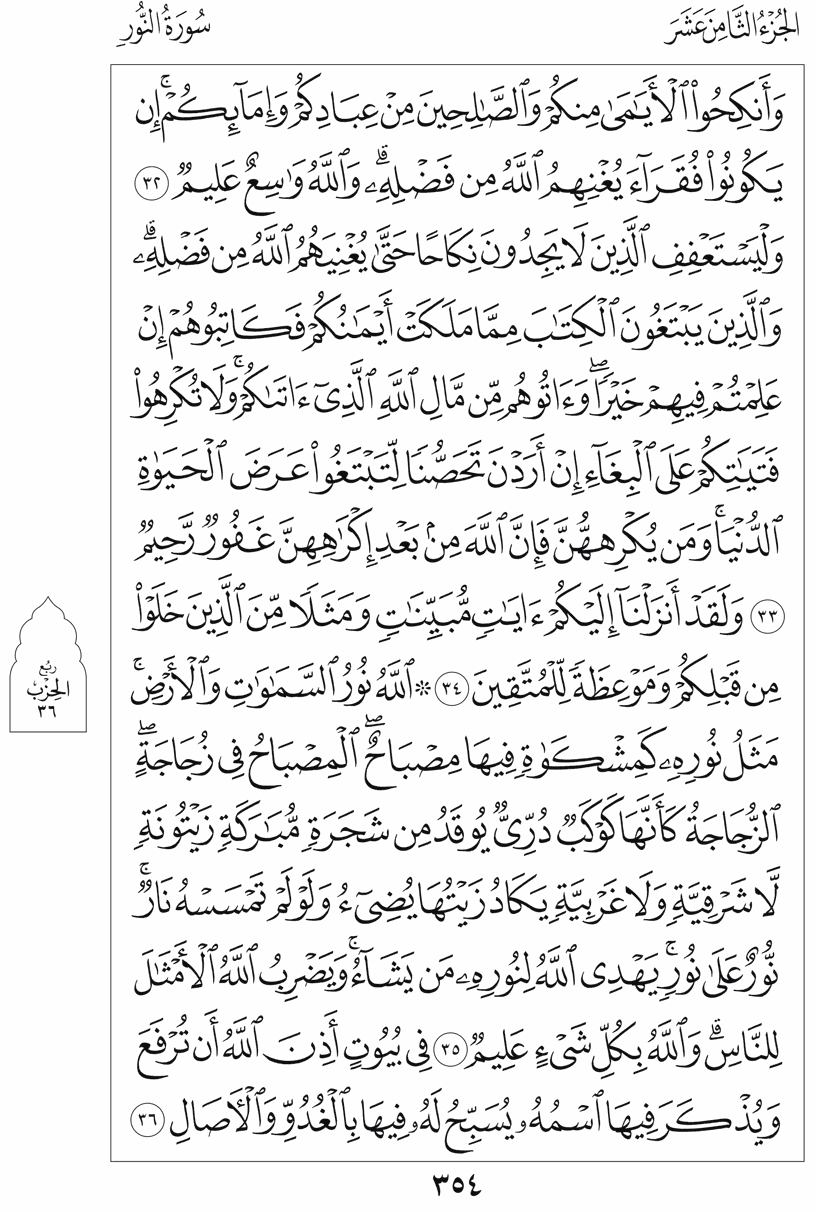 الجُزْءُ الثَّامِنَ عَشَرَ
سُورَةُ النُّورِ
وَأَنكِحُوا۟ ٱلْأَيَـٰمَىٰ مِنكُمْ وَٱلصَّـٰلِحِينَ مِنْ عِبَادِكُمْ وَإِمَآئِكُمْ ۚ إِن
يَكُونُوا۟ فُقَرَآءَ يُغْنِهِمُ ٱللَّهُ مِن فَضْلِهِۦ ۗ وَٱللَّهُ وَٰسِعٌ عَلِيمٌ ٣٢
وَلْيَسْتَعْفِفِ ٱلَّذِينَ لَا يَجِدُونَ نِكَاحًا حَتَّىٰ يُغْنِيَهُمُ ٱللَّهُ مِن فَضْلِهِۦ ۗ
وَٱلَّذِينَ يَبْتَغُونَ ٱلْكِتَـٰبَ مِمَّا مَلَكَتْ أَيْمَـٰنُكُمْ فَكَاتِبُوهُمْ إِنْ
عَلِمْتُمْ فِيهِمْ خَيْرًا ۖ وَءَاتُوهُم مِّن مَّالِ ٱللَّهِ ٱلَّذِىٓ ءَاتَىٰكُمْ ۚ وَلَا تُكْرِهُوا۟
فَتَيَـٰتِكُمْ عَلَى ٱلْبِغَآءِ إِنْ أَرَدْنَ تَحَصُّنًا لِّتَبْتَغُوا۟ عَرَضَ ٱلْحَيَوٰةِ
ٱلدُّنْيَا ۚ وَمَن يُكْرِههُّنَّ فَإِنَّ ٱللَّهَ مِنۢ بَعْدِ إِكْرَٰهِهِنَّ غَفُورٌ رَّحِيمٌ
٣٣ وَلَقَدْ أَنزَلْنَآ إِلَيْكُمْ ءَايَـٰتٍ مُّبَيِّنَـٰتٍ وَمَثَلًا مِّنَ ٱلَّذِينَ خَلَوْا۟
مِن قَبْلِكُمْ وَمَوْعِظَةً لِّلْمُتَّقِينَ ٣٤ ۞ ٱللَّهُ نُورُ ٱلسَّمَـٰوَٰتِ وَٱلْأَرْضِ ۚ
مَثَلُ نُورِهِۦ كَمِشْكَوٰةٍ فِيهَا مِصْبَاحٌ ۖ ٱلْمِصْبَاحُ فِى زُجَاجَةٍ ۖ
ٱلزُّجَاجَةُ كَأَنَّهَا كَوْكَبٌ دُرِّىٌّ يُوقَدُ مِن شَجَرَةٍ مُّبَـٰرَكَةٍ زَيْتُونَةٍ
لَّا شَرْقِيَّةٍ وَلَا غَرْبِيَّةٍ يَكَادُ زَيْتُهَا يُضِىٓءُ وَلَوْ لَمْ تَمْسَسْهُ نَارٌ ۚ
نُّورٌ عَلَىٰ نُورٍ ۗ يَهْدِى ٱللَّهُ لِنُورِهِۦ مَن يَشَآءُ ۚ وَيَضْرِبُ ٱللَّهُ ٱلْأَمْثَـٰلَ
لِلنَّاسِ ۗ وَٱللَّهُ بِكُلِّ شَىْءٍ عَلِيمٌ ٣٥ فِى بُيُوتٍ أَذِنَ ٱللَّهُ أَن تُرْفَعَ
وَيُذْكَرَ فِيهَا ٱسْمُهُۥ يُسَبِّحُ لَهُۥ فِيهَا بِٱلْغُدُوِّ وَٱلْـَٔاصَالِ ٣٦
رُبُع
الحِزْب
٣٦
٣٥٤